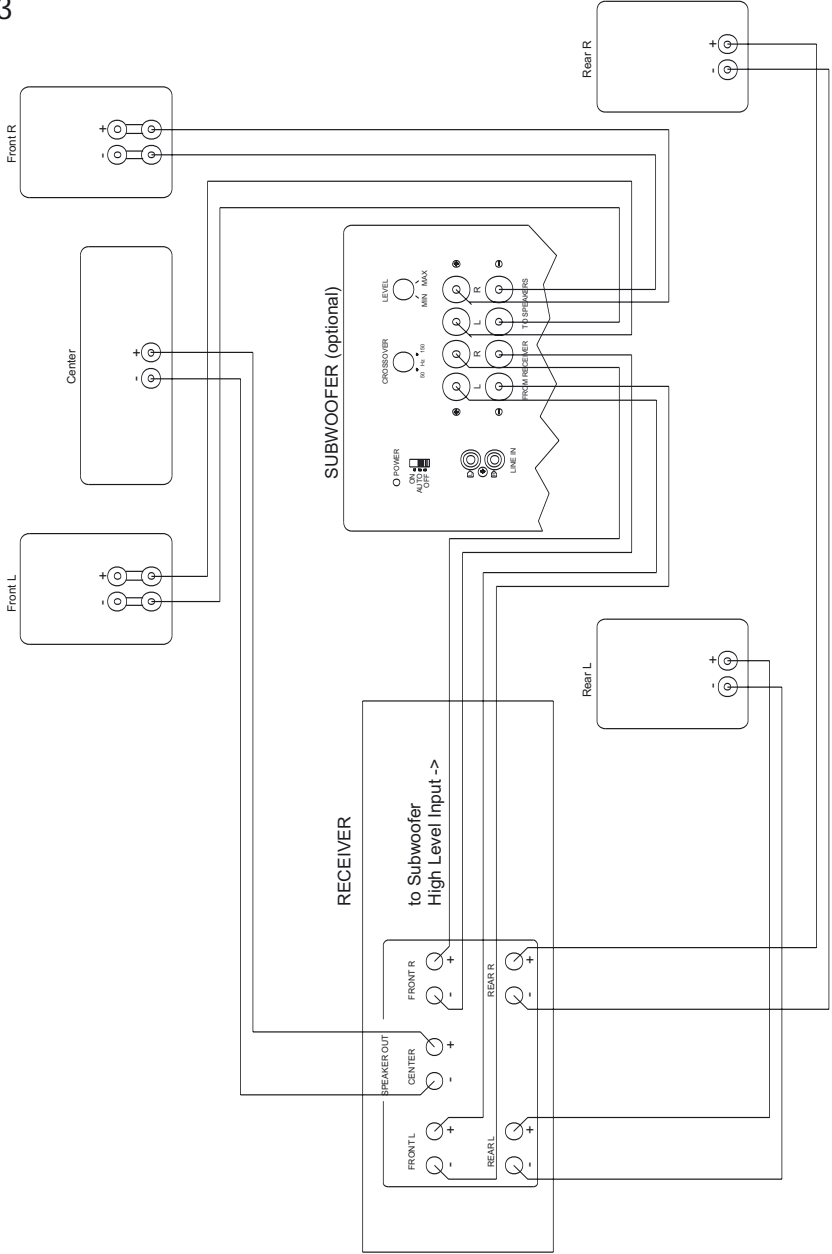 3
Front L
- +
Center
- +
Front R
- +
SUBWOOFER (optional)
POWER
ON
AUTO
OFF
CROSSOVER
50 Hz 150
LEVEL
MIN MAX
LINE IN
+ L R L R +
- -
FROM RECEIVER
TO SPEAKERS
RECEIVER
to Subwoofer
High Level Input ->
SPEAKER OUT
FRONT L
- +
CENTER
- +
FRONT R
- +
REAR L
- +
REAR R
- +
Rear L
- +
Rear R
- +